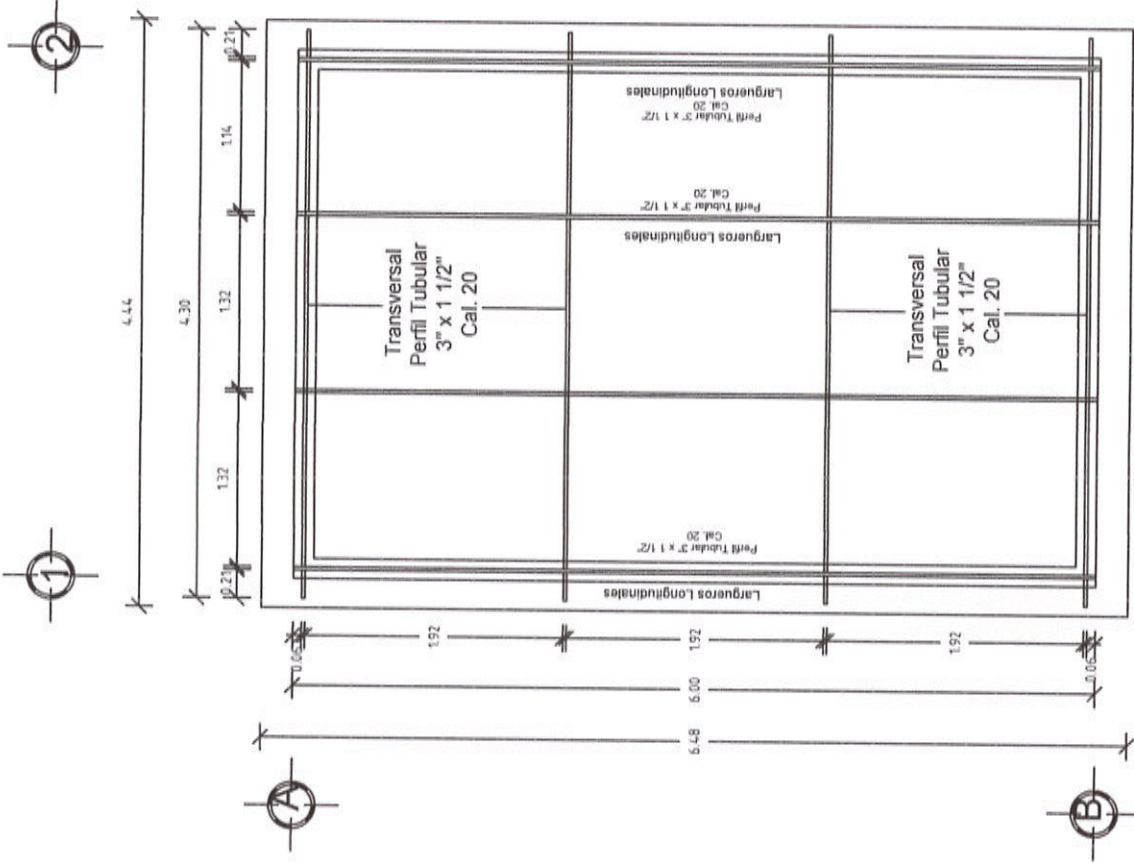 2
1
4.44
4.30
0.21
1.32
1.32
1.14
0.21
Perfil Tubular 3" x 1 1/2"
Cal. 20
Largueros Longitudinales
Perfil Tubular 3" x 1 1/2"
Cal. 20
Largueros Longitudinales
Transversal
Perfil Tubular
3" x 1 1/2"
Cal. 20
Transversal
Perfil Tubular
3" x 1 1/2"
Cal. 20
Perfil Tubular 3" x 1 1/2"
Cal. 20
Largueros Longitudinales
0.06
1.92
1.92
1.92
0.06
6.00
6.48
A
B